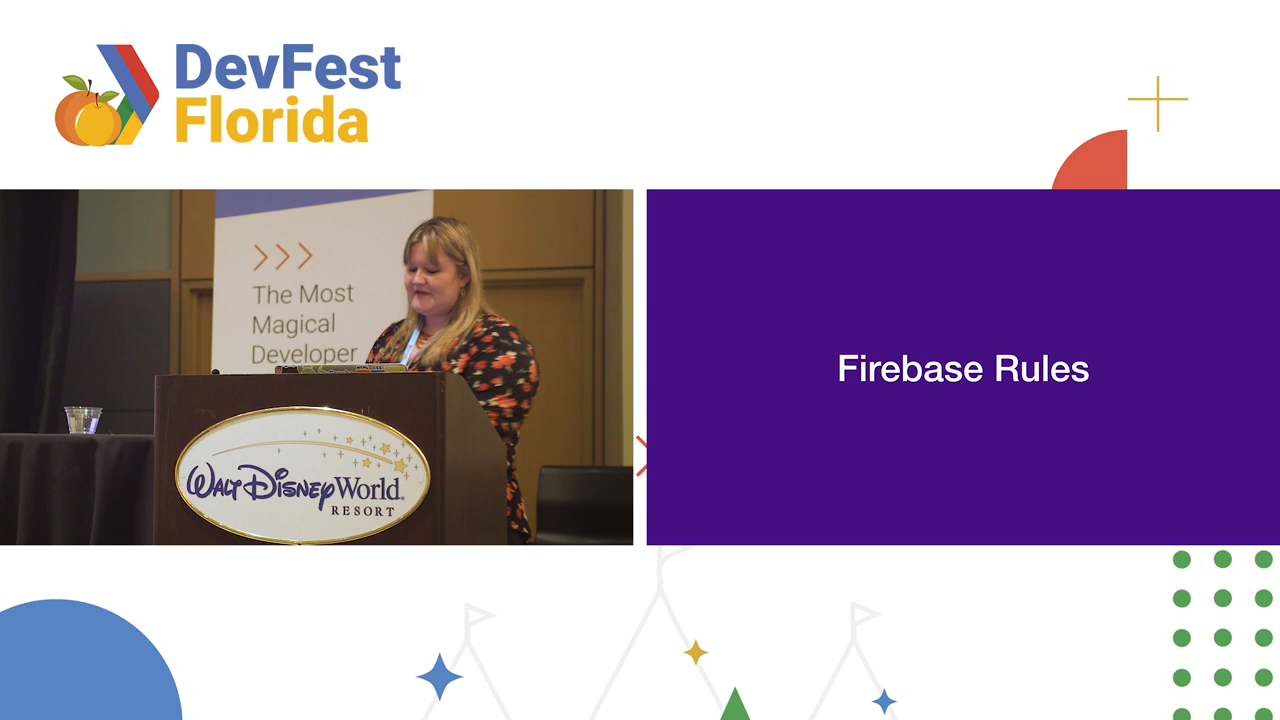 DevFest
Florida
The Most
Magical
Developer
Walt Disney World
RESORT
Firebase Rules